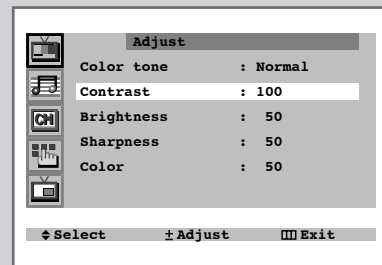 Adjust
Color tone : Normal
Contrast : 100
CH
Brightness : 50
Sharpness : 50
Color : 50
Select ± Adjust Exit